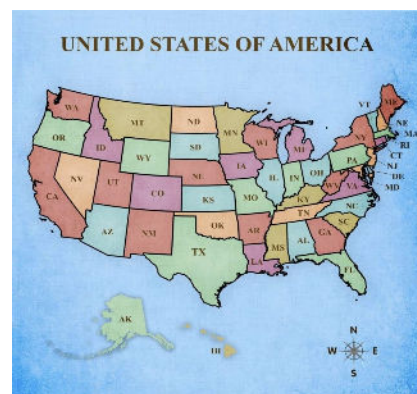 UNITED STATES OF AMERICA
WA
MT
ND
MN
VT
ME
OR
ID
WY
SD
WI
MI
NY
NE
MA
RI
CT
NJ
DE
MD
NV
UT
CO
NE
IA
IL
IN
OH
PA
CA
KS
MO
KY
WV
VA
AZ
NM
OK
AR
TN
NC
SC
TX
LA
MS
AL
GA
FL
AK
HI
N
W E
S